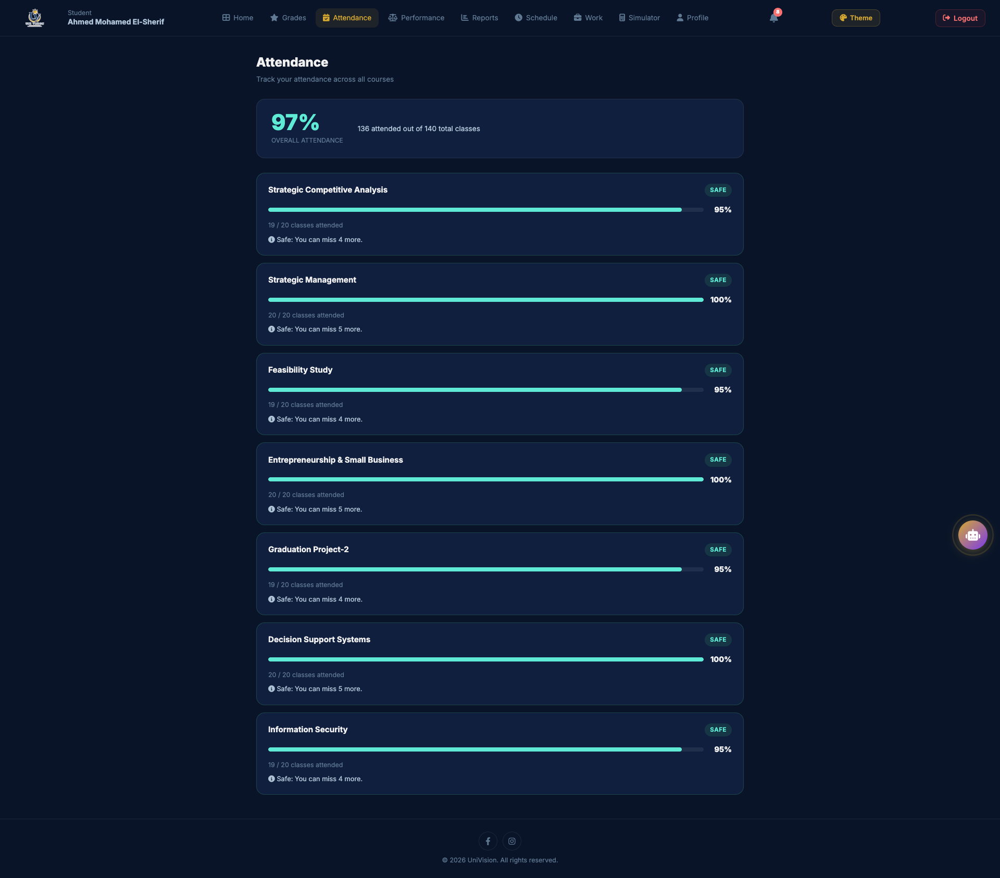 UNI VISION
Student
Ahmed Mohamed El-Sherif
Home
Grades
Attendance
Performance
Reports
Schedule
Work
Simulator
Profile
8
Theme
Logout
Attendance
Track your attendance across all courses
97%
OVERALL ATTENDANCE
136 attended out of 140 total classes
Strategic Competitive Analysis
SAFE
95%
19 / 20 classes attended
Safe: You can miss 4 more.
Strategic Management
SAFE
100%
20 / 20 classes attended
Safe: You can miss 5 more.
Feasibility Study
SAFE
95%
19 / 20 classes attended
Safe: You can miss 4 more.
Entrepreneurship & Small Business
SAFE
100%
20 / 20 classes attended
Safe: You can miss 5 more.
Graduation Project-2
SAFE
95%
19 / 20 classes attended
Safe: You can miss 4 more.
Decision Support Systems
SAFE
100%
20 / 20 classes attended
Safe: You can miss 5 more.
Information Security
SAFE
95%
19 / 20 classes attended
Safe: You can miss 4 more.
© 2026 UniVision. All rights reserved.